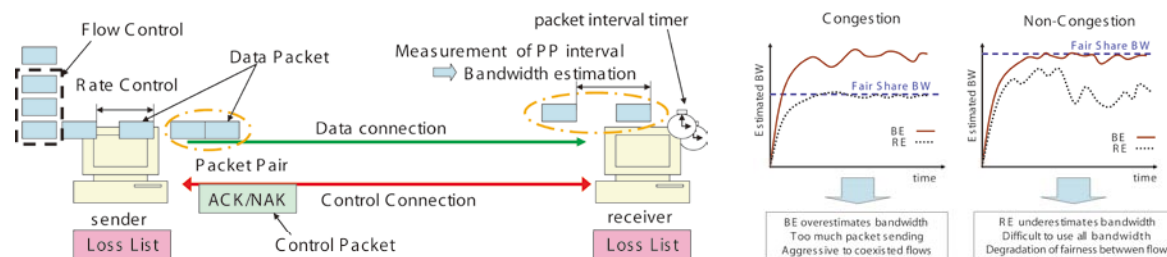 Flow Control
Data Packet
Rate Control
Packet Pair
sender
Loss List
ACK/NAK
Control Packet
Data connection
Control Connection
packet interval timer
Measurement of PP interval
Bandwidth estimation
receiver
Loss List
Congestion
Estimated BW
Fair Share BW
BE
RE
time
BE overestimates bandwidth
Too much packet sending
Aggressive to coexisted flows
Non-Congestion
Estimated BW
Fair Share BW
BE
RE
time
RE underestimates bandwidth
Difficult to use all bandwidth
Degradation of fairness betwven flow